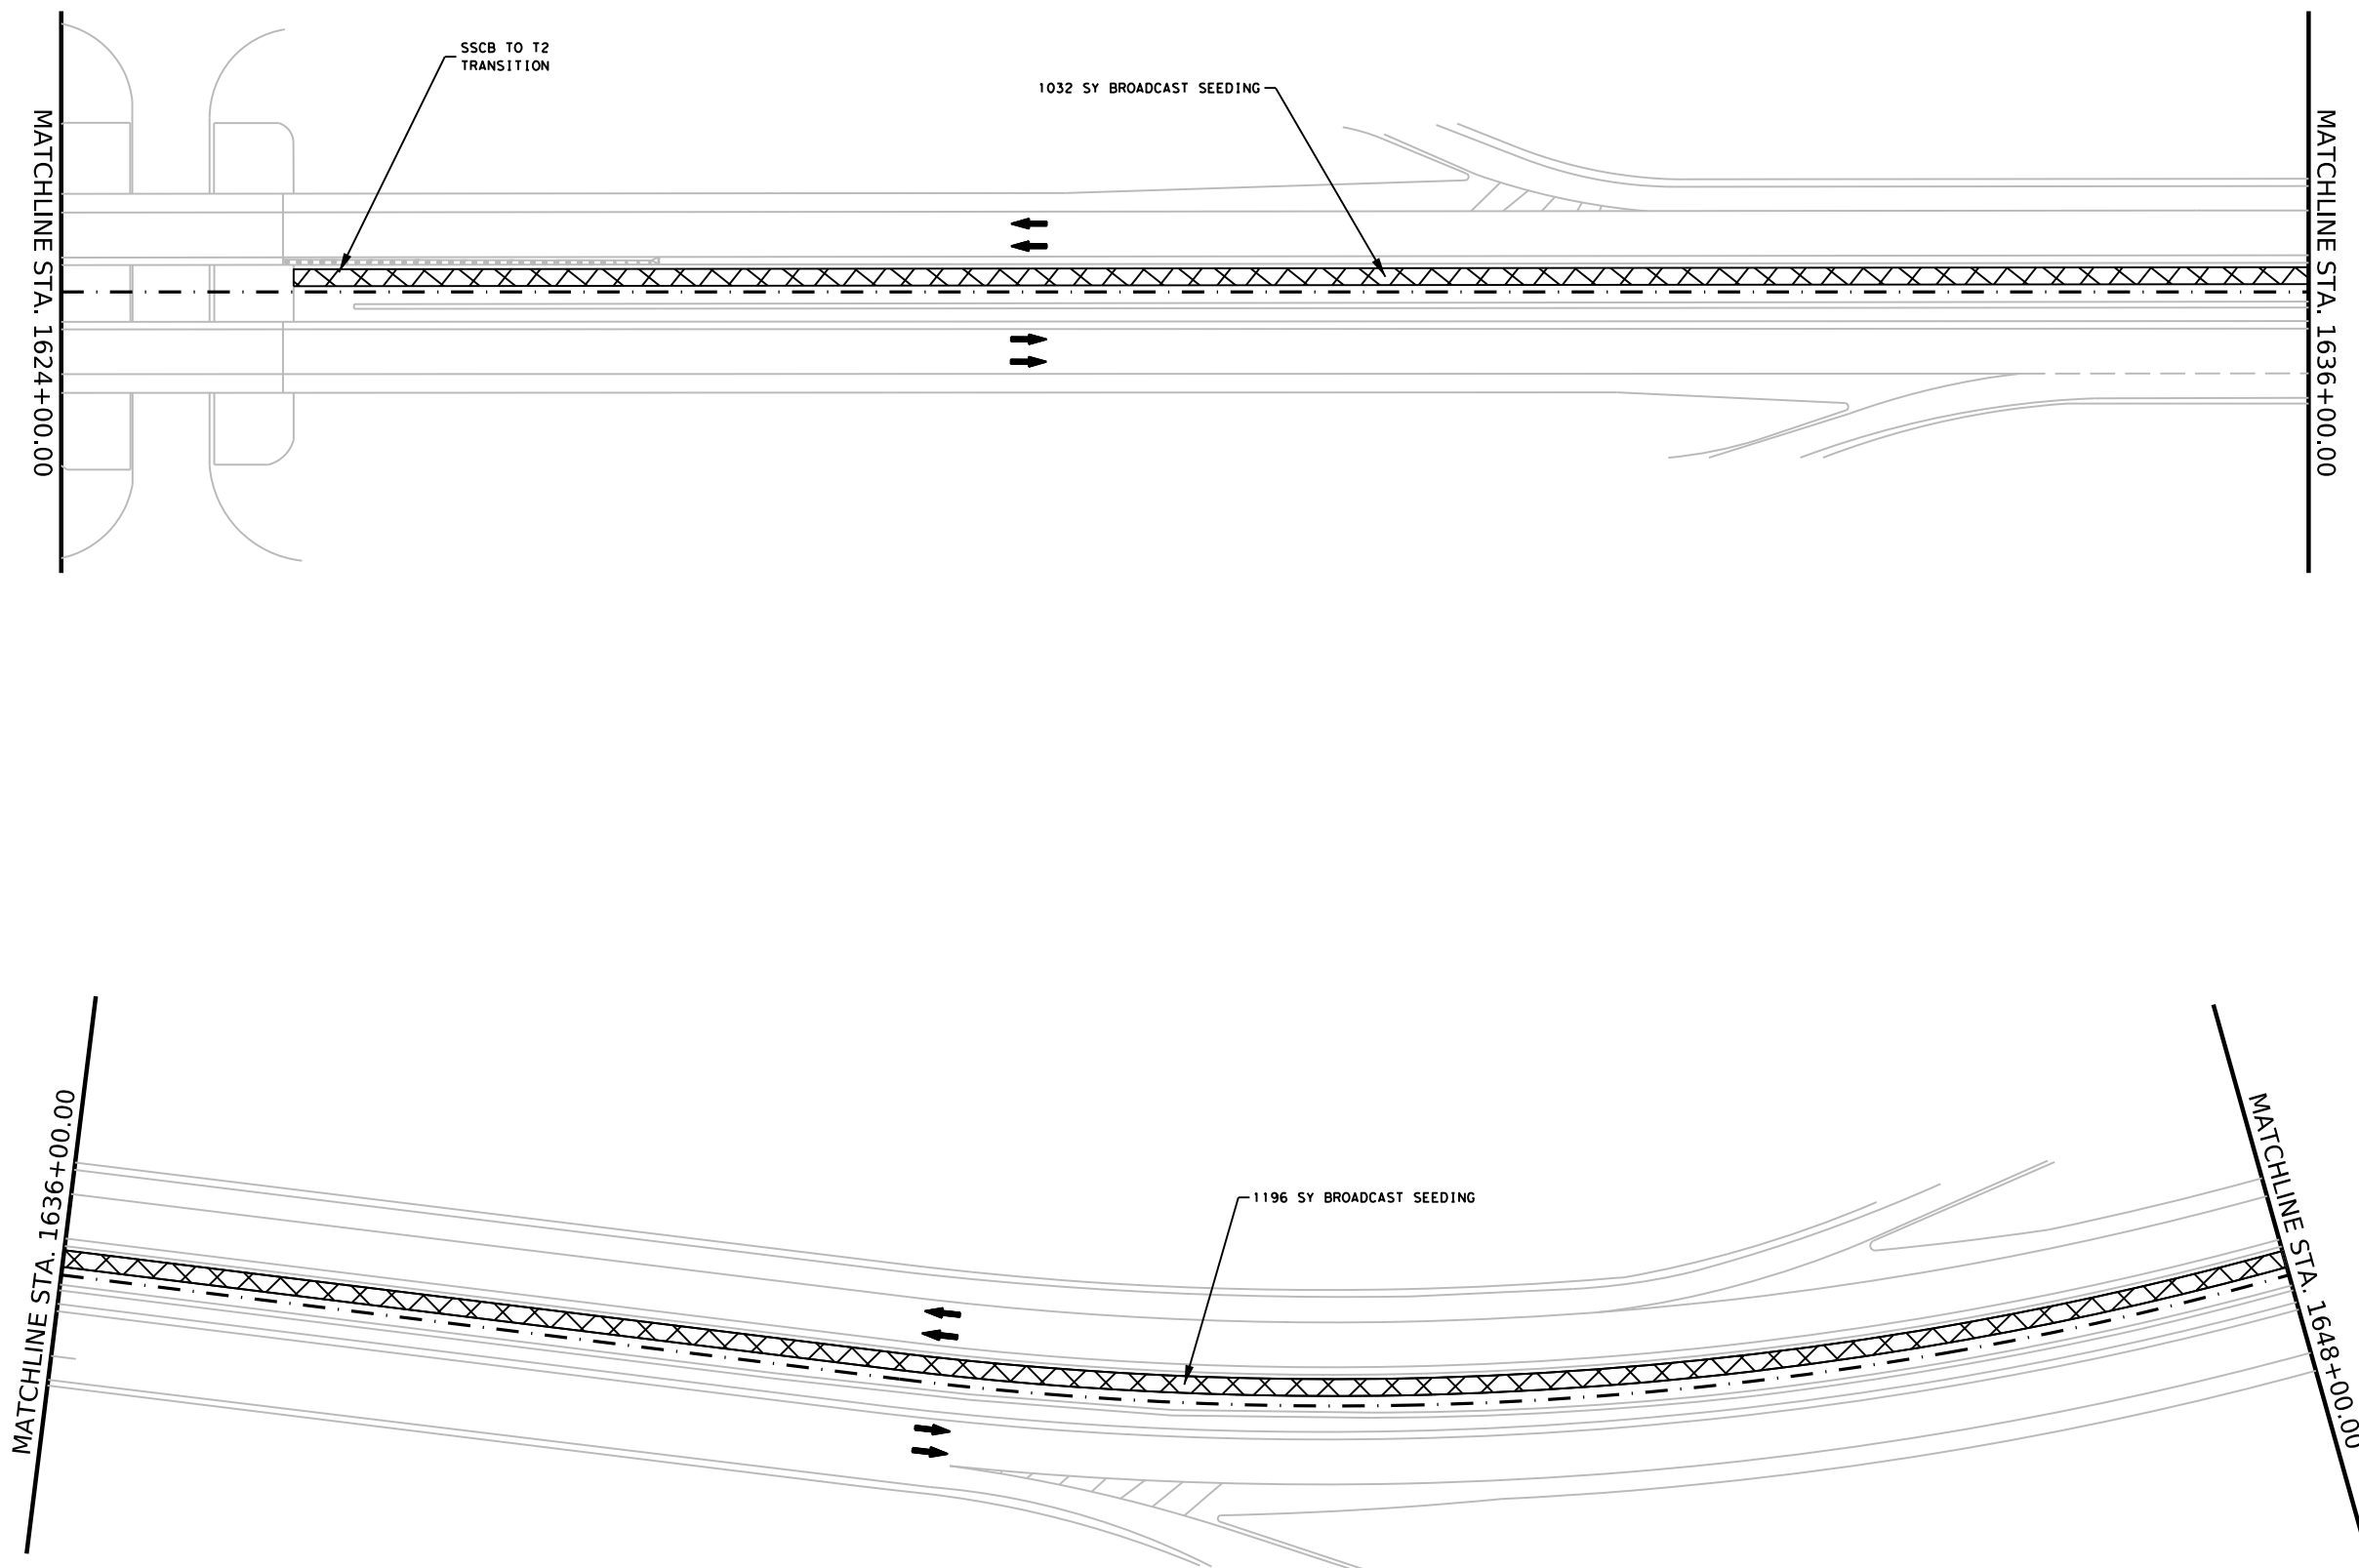 SSCB TO T2
TRANSITION
1032 SY BROADCAST SEEDING
MATCHLINE STA. 1624+00.00
MATCHLINE STA. 1636+00.00
MATCHLINE STA. 1636+00.00
1196 SY BROADCAST SEEDING
MATCHLINE STA. 1648+00.00